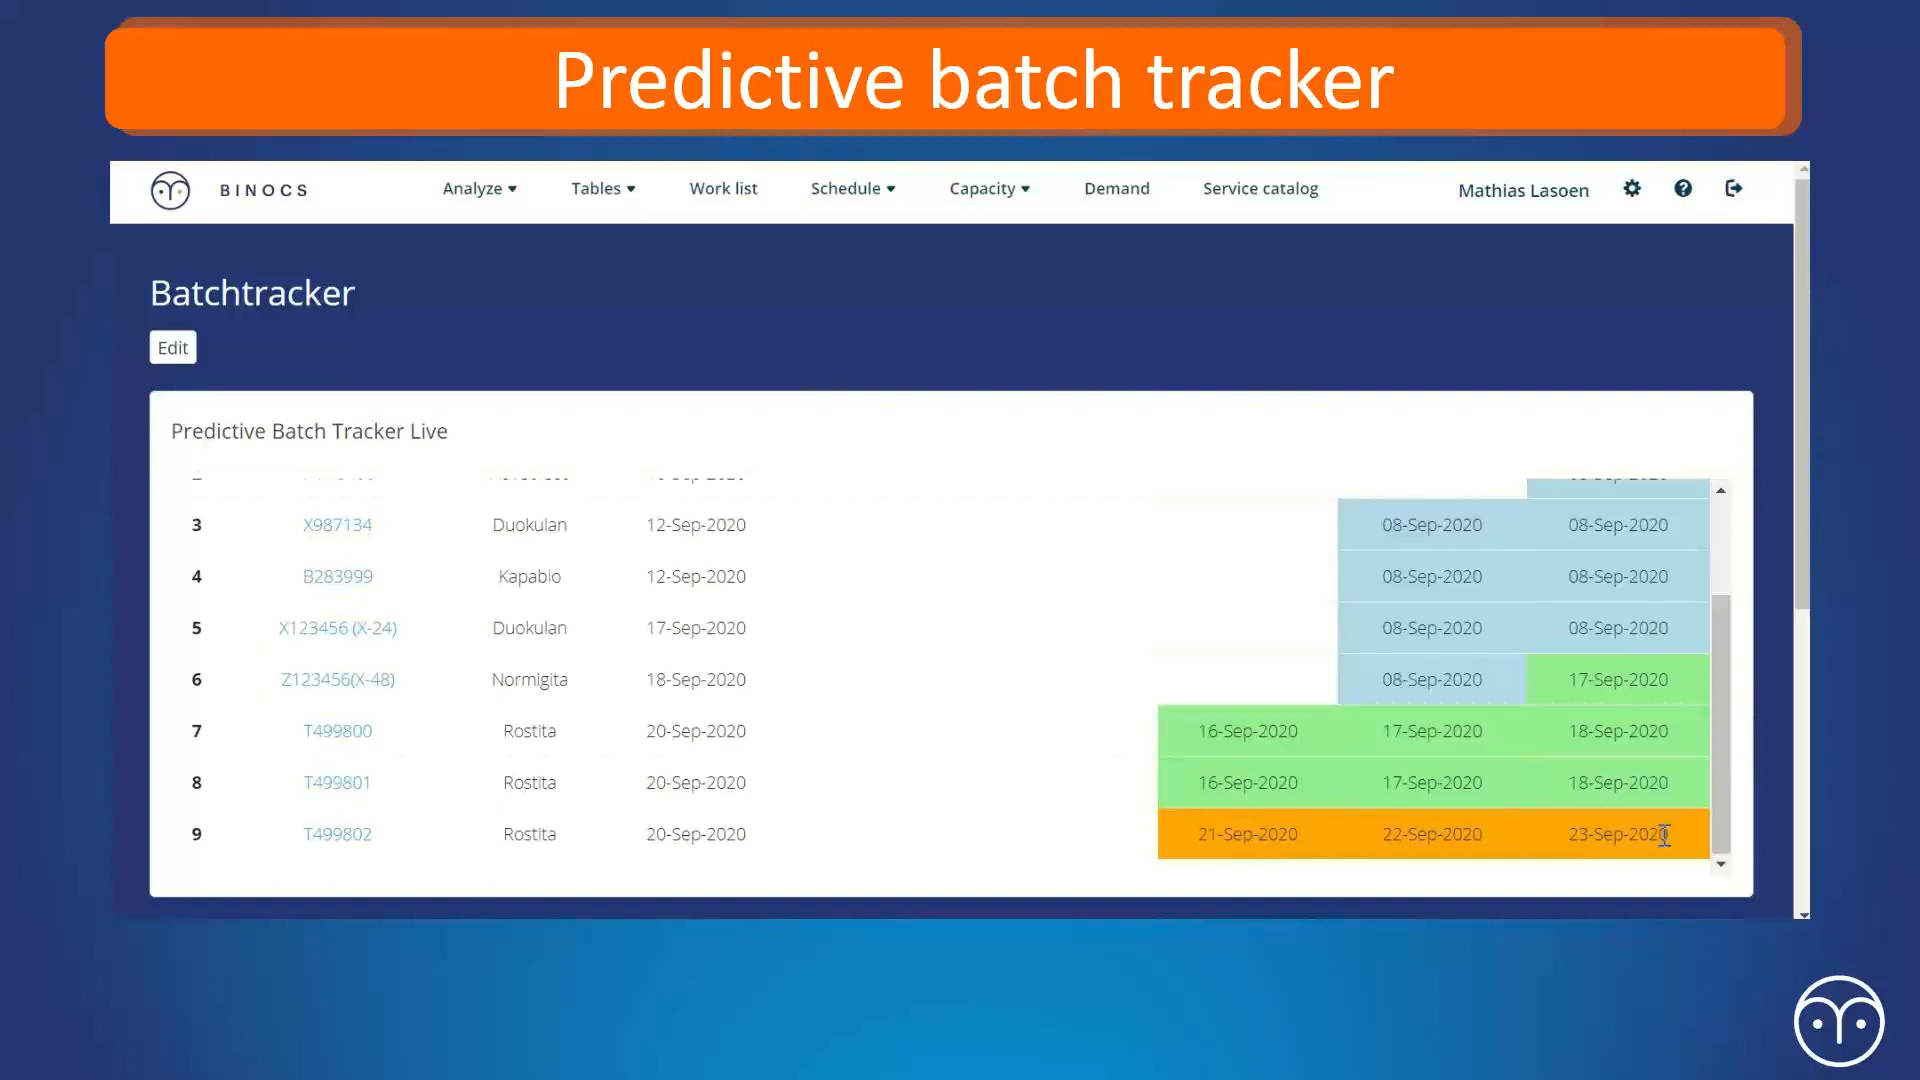 Predictive batch tracker
BINOCS Analyze Tables Work list Schedule Capacity Demand Service catalog Mathias Lasoen
Batchtracker
Edit
Predictive Batch Tracker Live
3 X987134 Duokulan 12-Sep-2020 08-Sep-2020 08-Sep-2020
4 B283999 Kapablo 12-Sep-2020 08-Sep-2020 08-Sep-2020
5 X123456 (X-24) Duokulan 17-Sep-2020 08-Sep-2020 08-Sep-2020
6 Z123456(X-48) Normigita 18-Sep-2020 08-Sep-2020 17-Sep-2020
7 T499800 Rostita 20-Sep-2020 16-Sep-2020 17-Sep-2020 18-Sep-2020
8 T499801 Rostita 20-Sep-2020 16-Sep-2020 17-Sep-2020 18-Sep-2020
9 T499802 Rostita 20-Sep-2020 21-Sep-2020 22-Sep-2020 23-Sep-2020